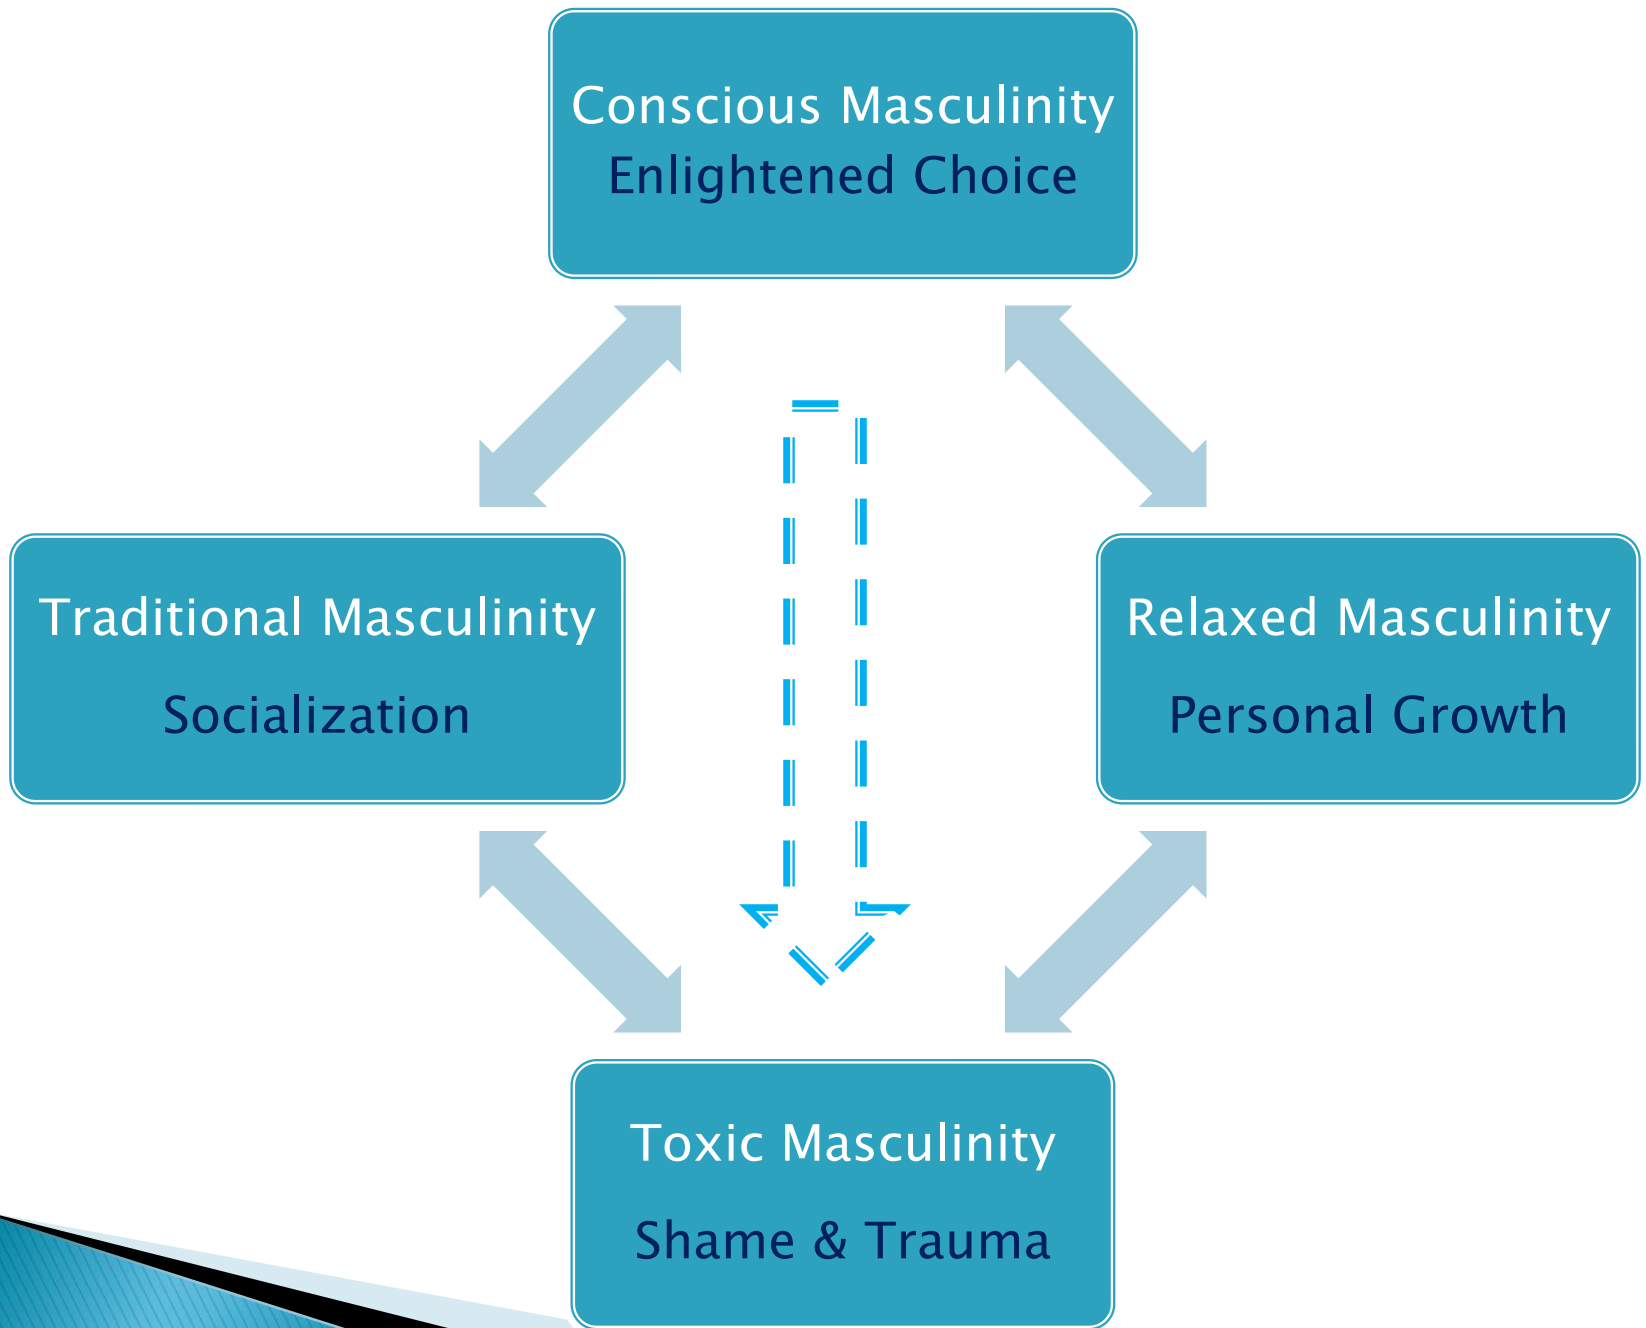 Conscious Masculinity
Enlightened Choice
Traditional Masculinity
Socialization
Relaxed Masculinity
Personal Growth
Toxic Masculinity
Shame & Trauma